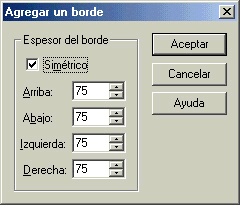 Agregar un borde
Espesor del borde
Simétrico
Arriba: 75
Abajo: 75
Izquierda: 75
Derecha: 75
Aceptar
Cancelar
Ayuda